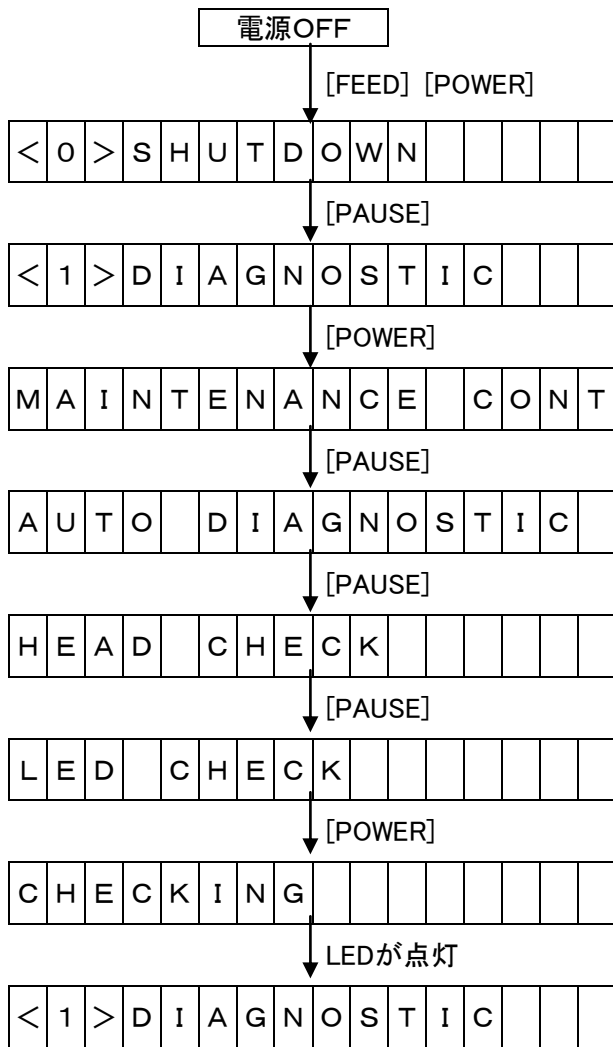 電源OFF
[FEED] [POWER]
<0>SHUTDOWN
[PAUSE]
<1>DIAGNOSTIC
[POWER]
MAINTENANCE CONT
[PAUSE]
AUTO DIAGNOSTIC
[PAUSE]
HEAD CHECK
[PAUSE]
LED CHECK
[POWER]
CHECKING
LEDが点灯
<1>DIAGNOSTIC